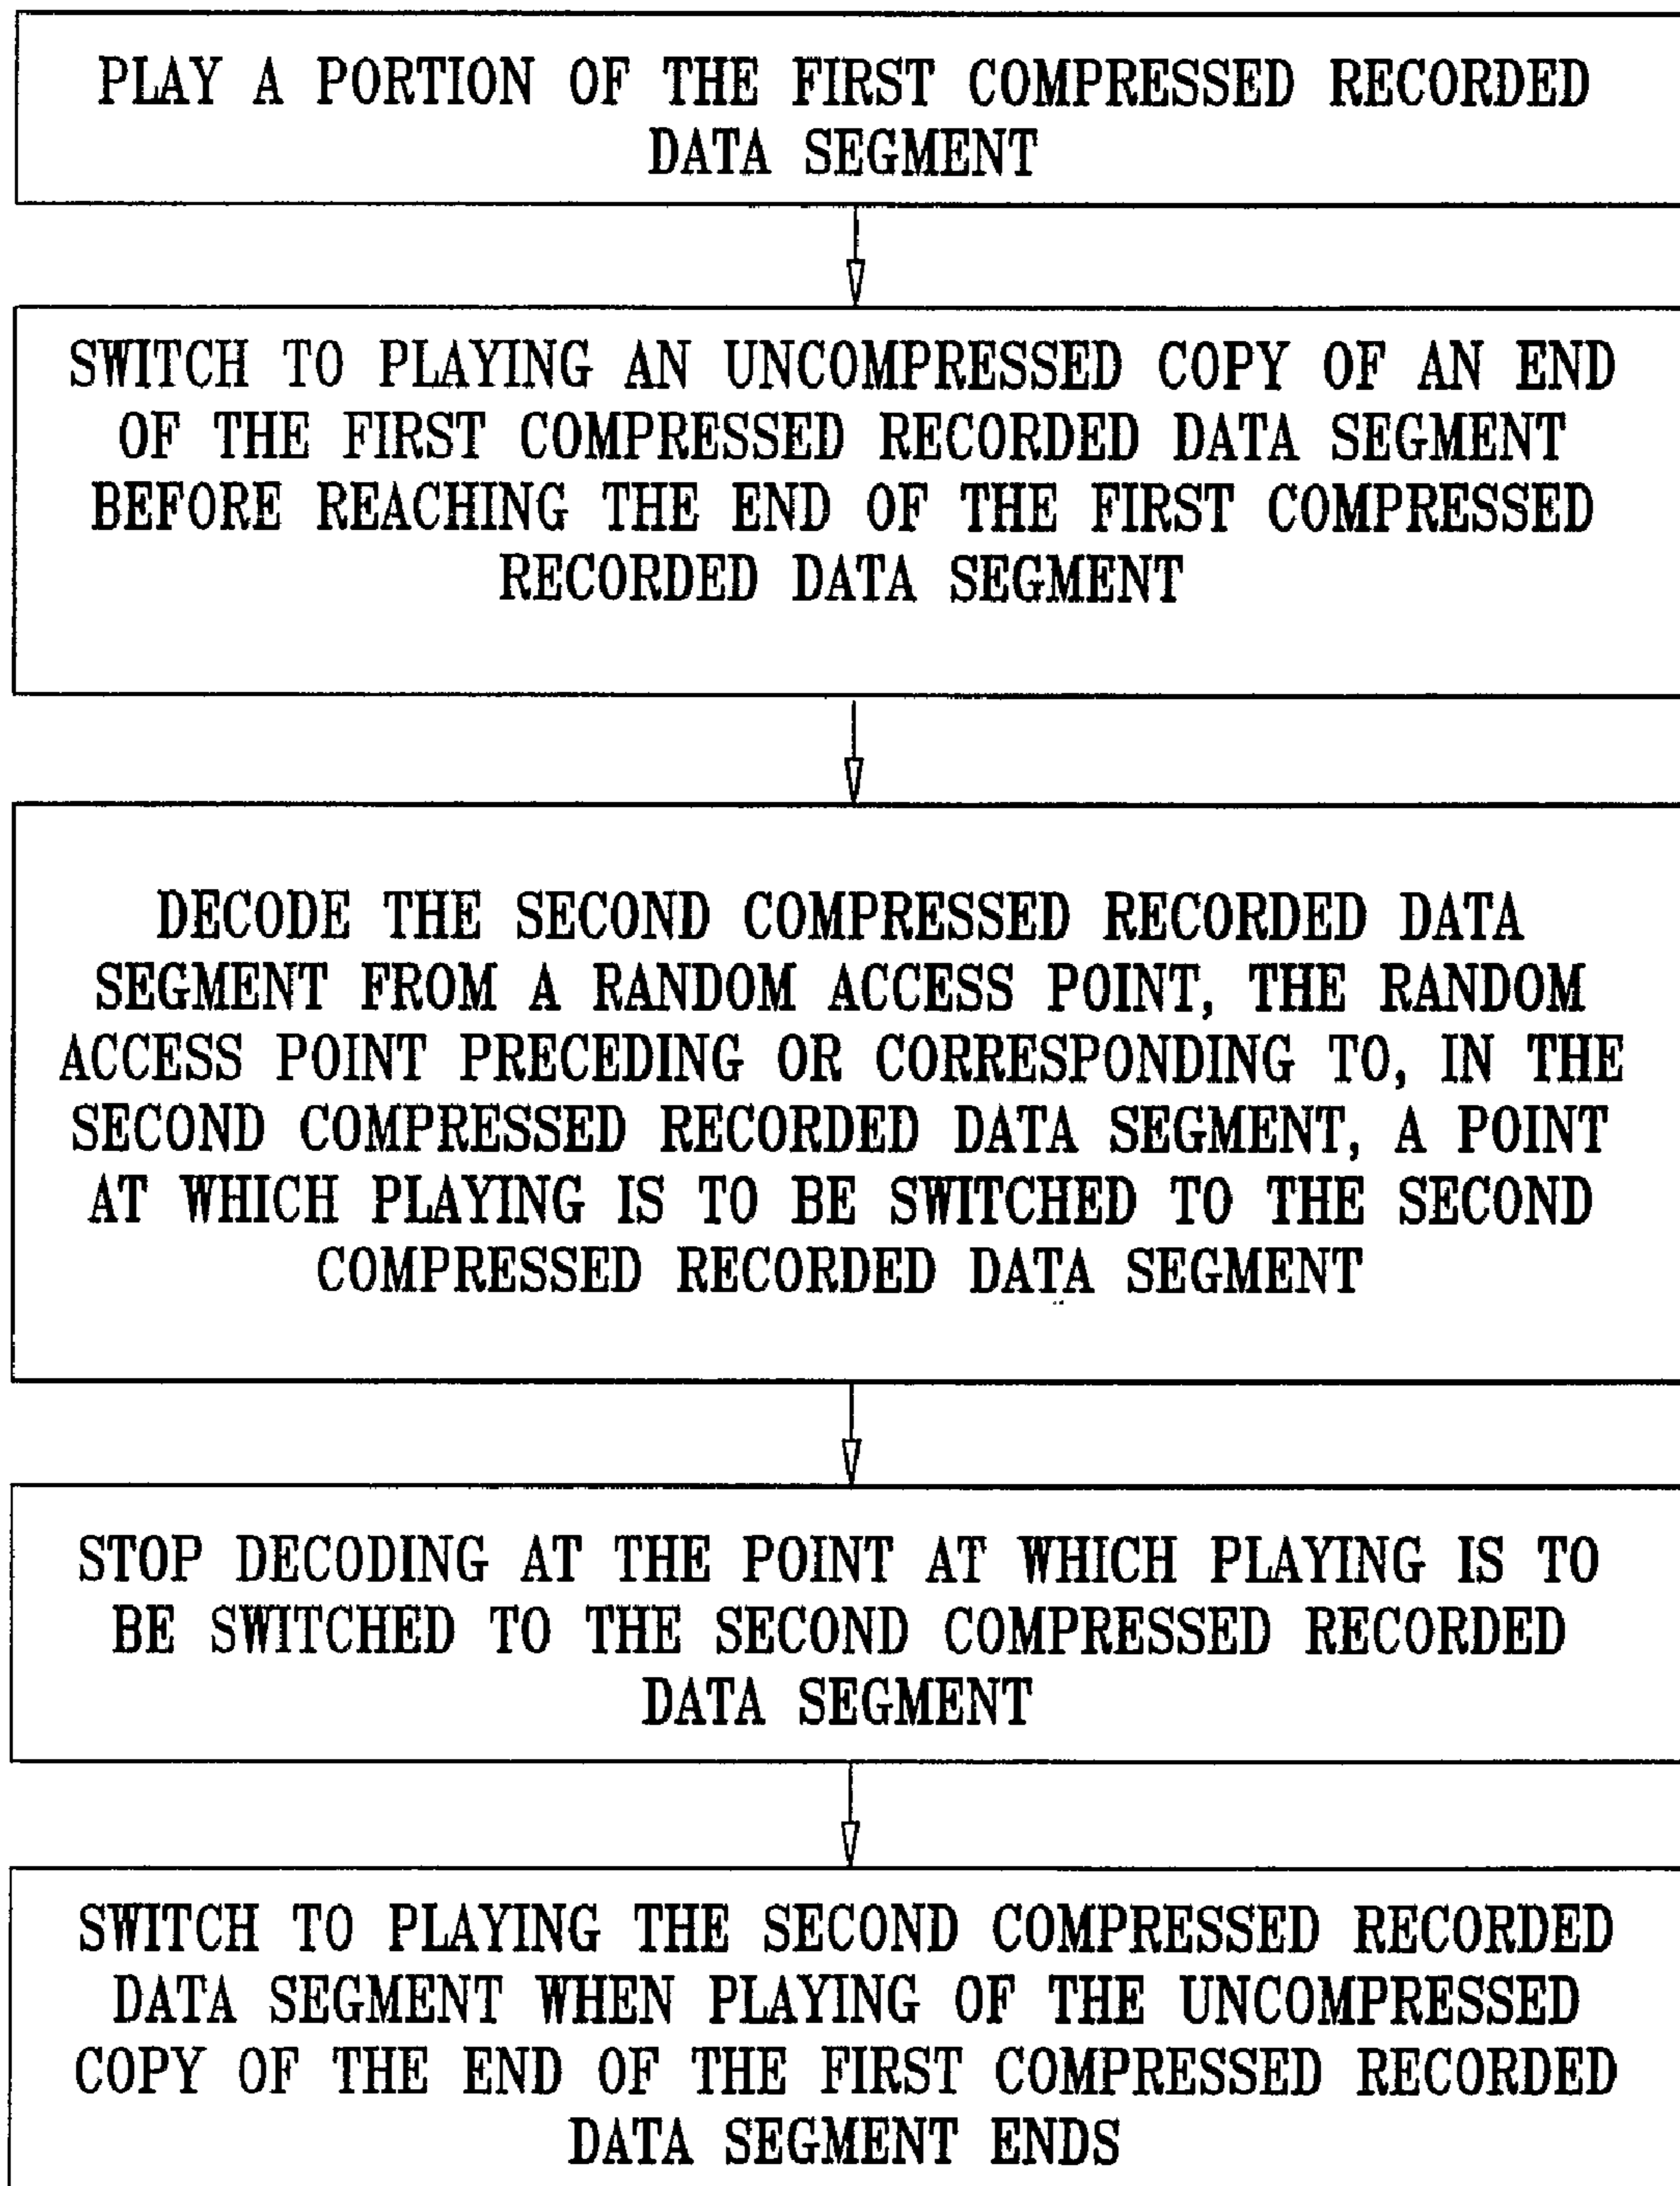 PLAY A PORTION OF THE FIRST COMPRESSED RECORDED
DATA SEGMENT
SWITCH TO PLAYING AN UNCOMPRESSED COPY OF AN END
OF THE FIRST COMPRESSED RECORDED DATA SEGMENT
BEFORE REACHING THE END OF THE FIRST COMPRESSED
RECORDED DATA SEGMENT
DECODE THE SECOND COMPRESSED RECORDED DATA
SEGMENT FROM A RANDOM ACCESS POINT, THE RANDOM
ACCESS POINT PRECEDING OR CORRESPONDING TO, IN THE
SECOND COMPRESSED RECORDED DATA SEGMENT, A POINT
AT WHICH PLAYING IS TO BE SWITCHED TO THE SECOND
COMPRESSED RECORDED DATA SEGMENT
STOP DECODING AT THE POINT AT WHICH PLAYING IS TO
BE SWITCHED TO THE SECOND COMPRESSED RECORDED
DATA SEGMENT
SWITCH TO PLAYING THE SECOND COMPRESSED RECORDED
DATA SEGMENT WHEN PLAYING OF THE UNCOMPRESSED
COPY OF THE END OF THE FIRST COMPRESSED RECORDED
DATA SEGMENT ENDS